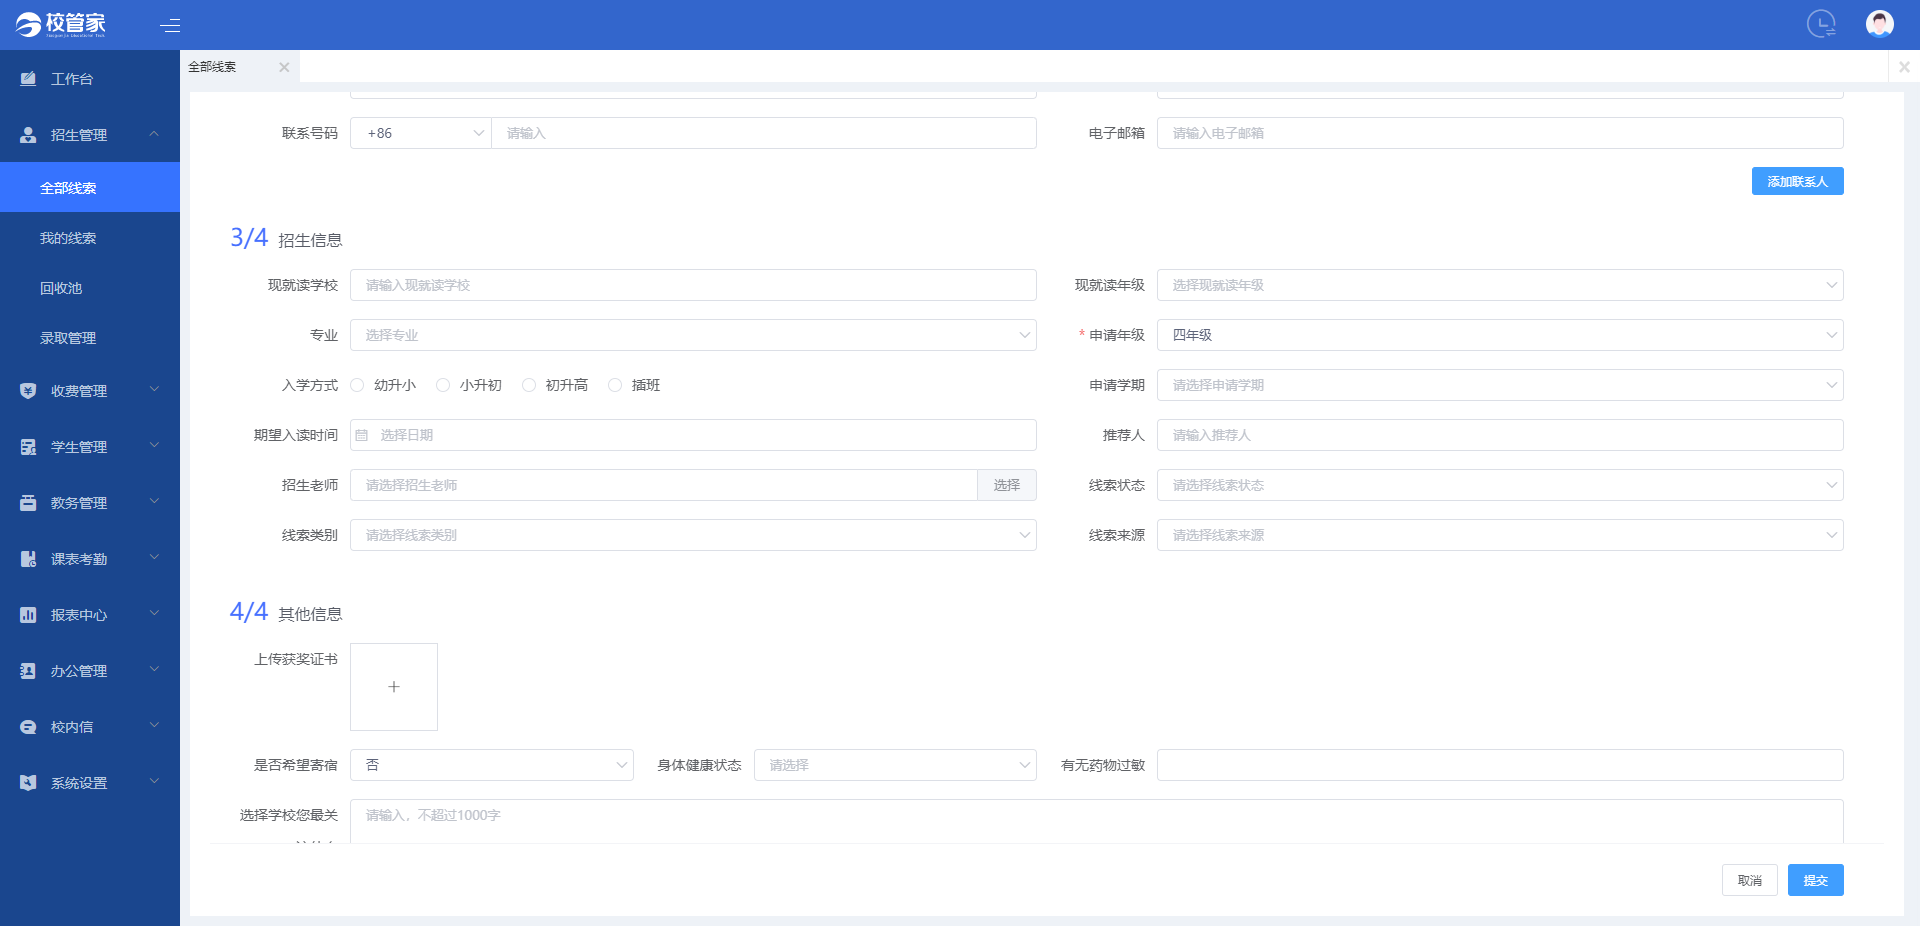 校管家
工作台
招生管理
全部线索
我的线索
回收池
录取管理
收费管理
学生管理
教务管理
课表考勤
报表中心
办公管理
校内信
系统设置
全部线索
联系号码 +86 请输入 电子邮箱 请输入电子邮箱
添加联系人
3/4 招生信息
现就读学校 请输入现就读学校 现就读年级 选择现就读年级
专业 选择专业 * 申请年级 四年级
入学方式 幼升小 小升初 初升高 插班 申请学期 请选择申请学期
期望入读时间 选择日期 推荐人 请输入推荐人
招生老师 请选择招生老师 选择 线索状态 请选择线索状态
线索类别 请选择线索类别 线索来源 请选择线索来源
4/4 其他信息
上传获奖证书
是否希望寄宿 否 身体健康状态 请选择 有无药物过敏
选择学校您最关 请输入，不超过1000字
取消 提交